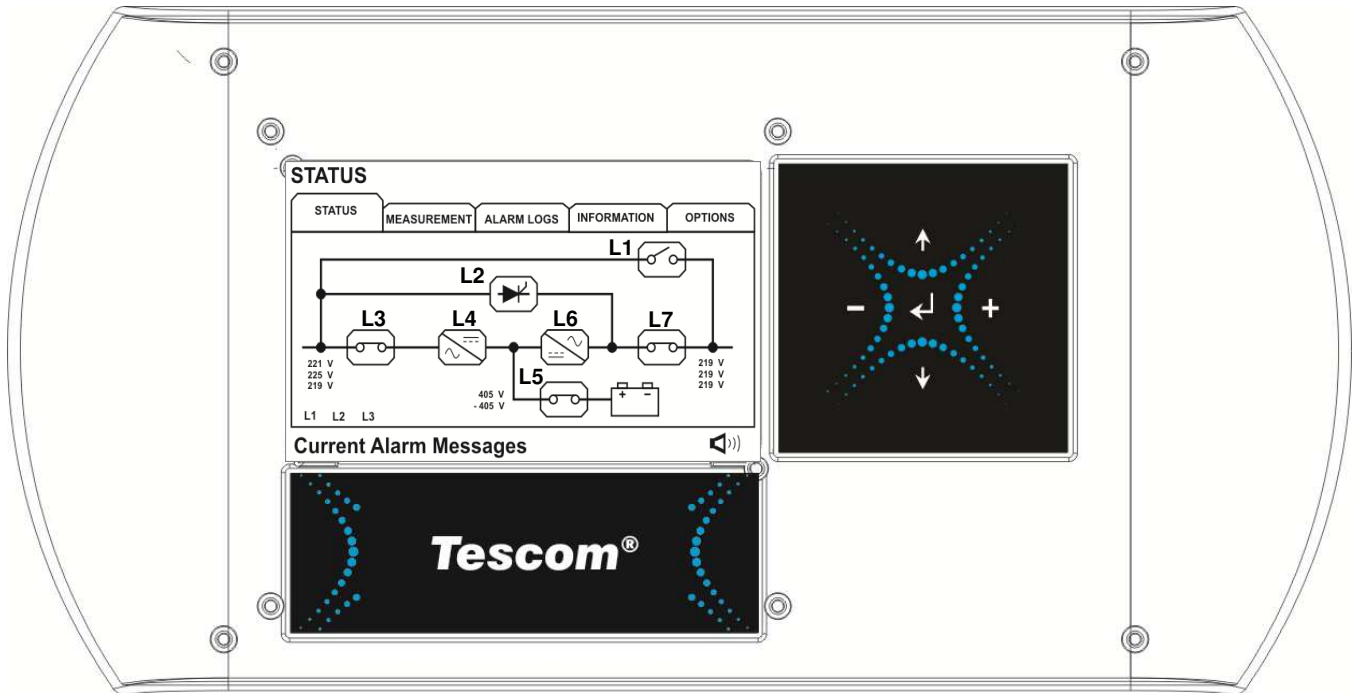 STATUS
STATUS MEASUREMENT ALARM LOGS INFORMATION OPTIONS
L1
L2
L3 L4 L6 L7
221 V
225 V
219 V
219 V
219 V
219 V
L5
405 V
- 405 V
+ −
L1 L2 L3
Current Alarm Messages
− +
Tescom®